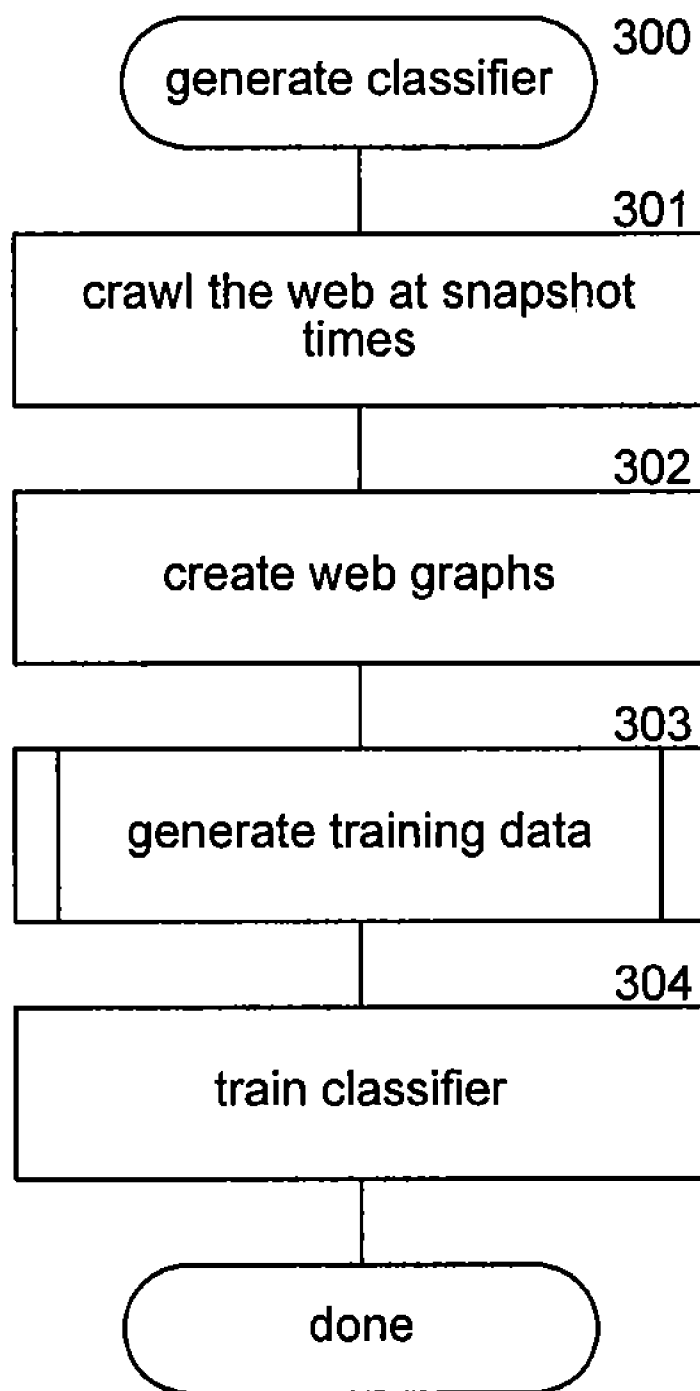 300
generate classifier
301
crawl the web at snapshot
times
302
create web graphs
303
generate training data
304
train classifier
done